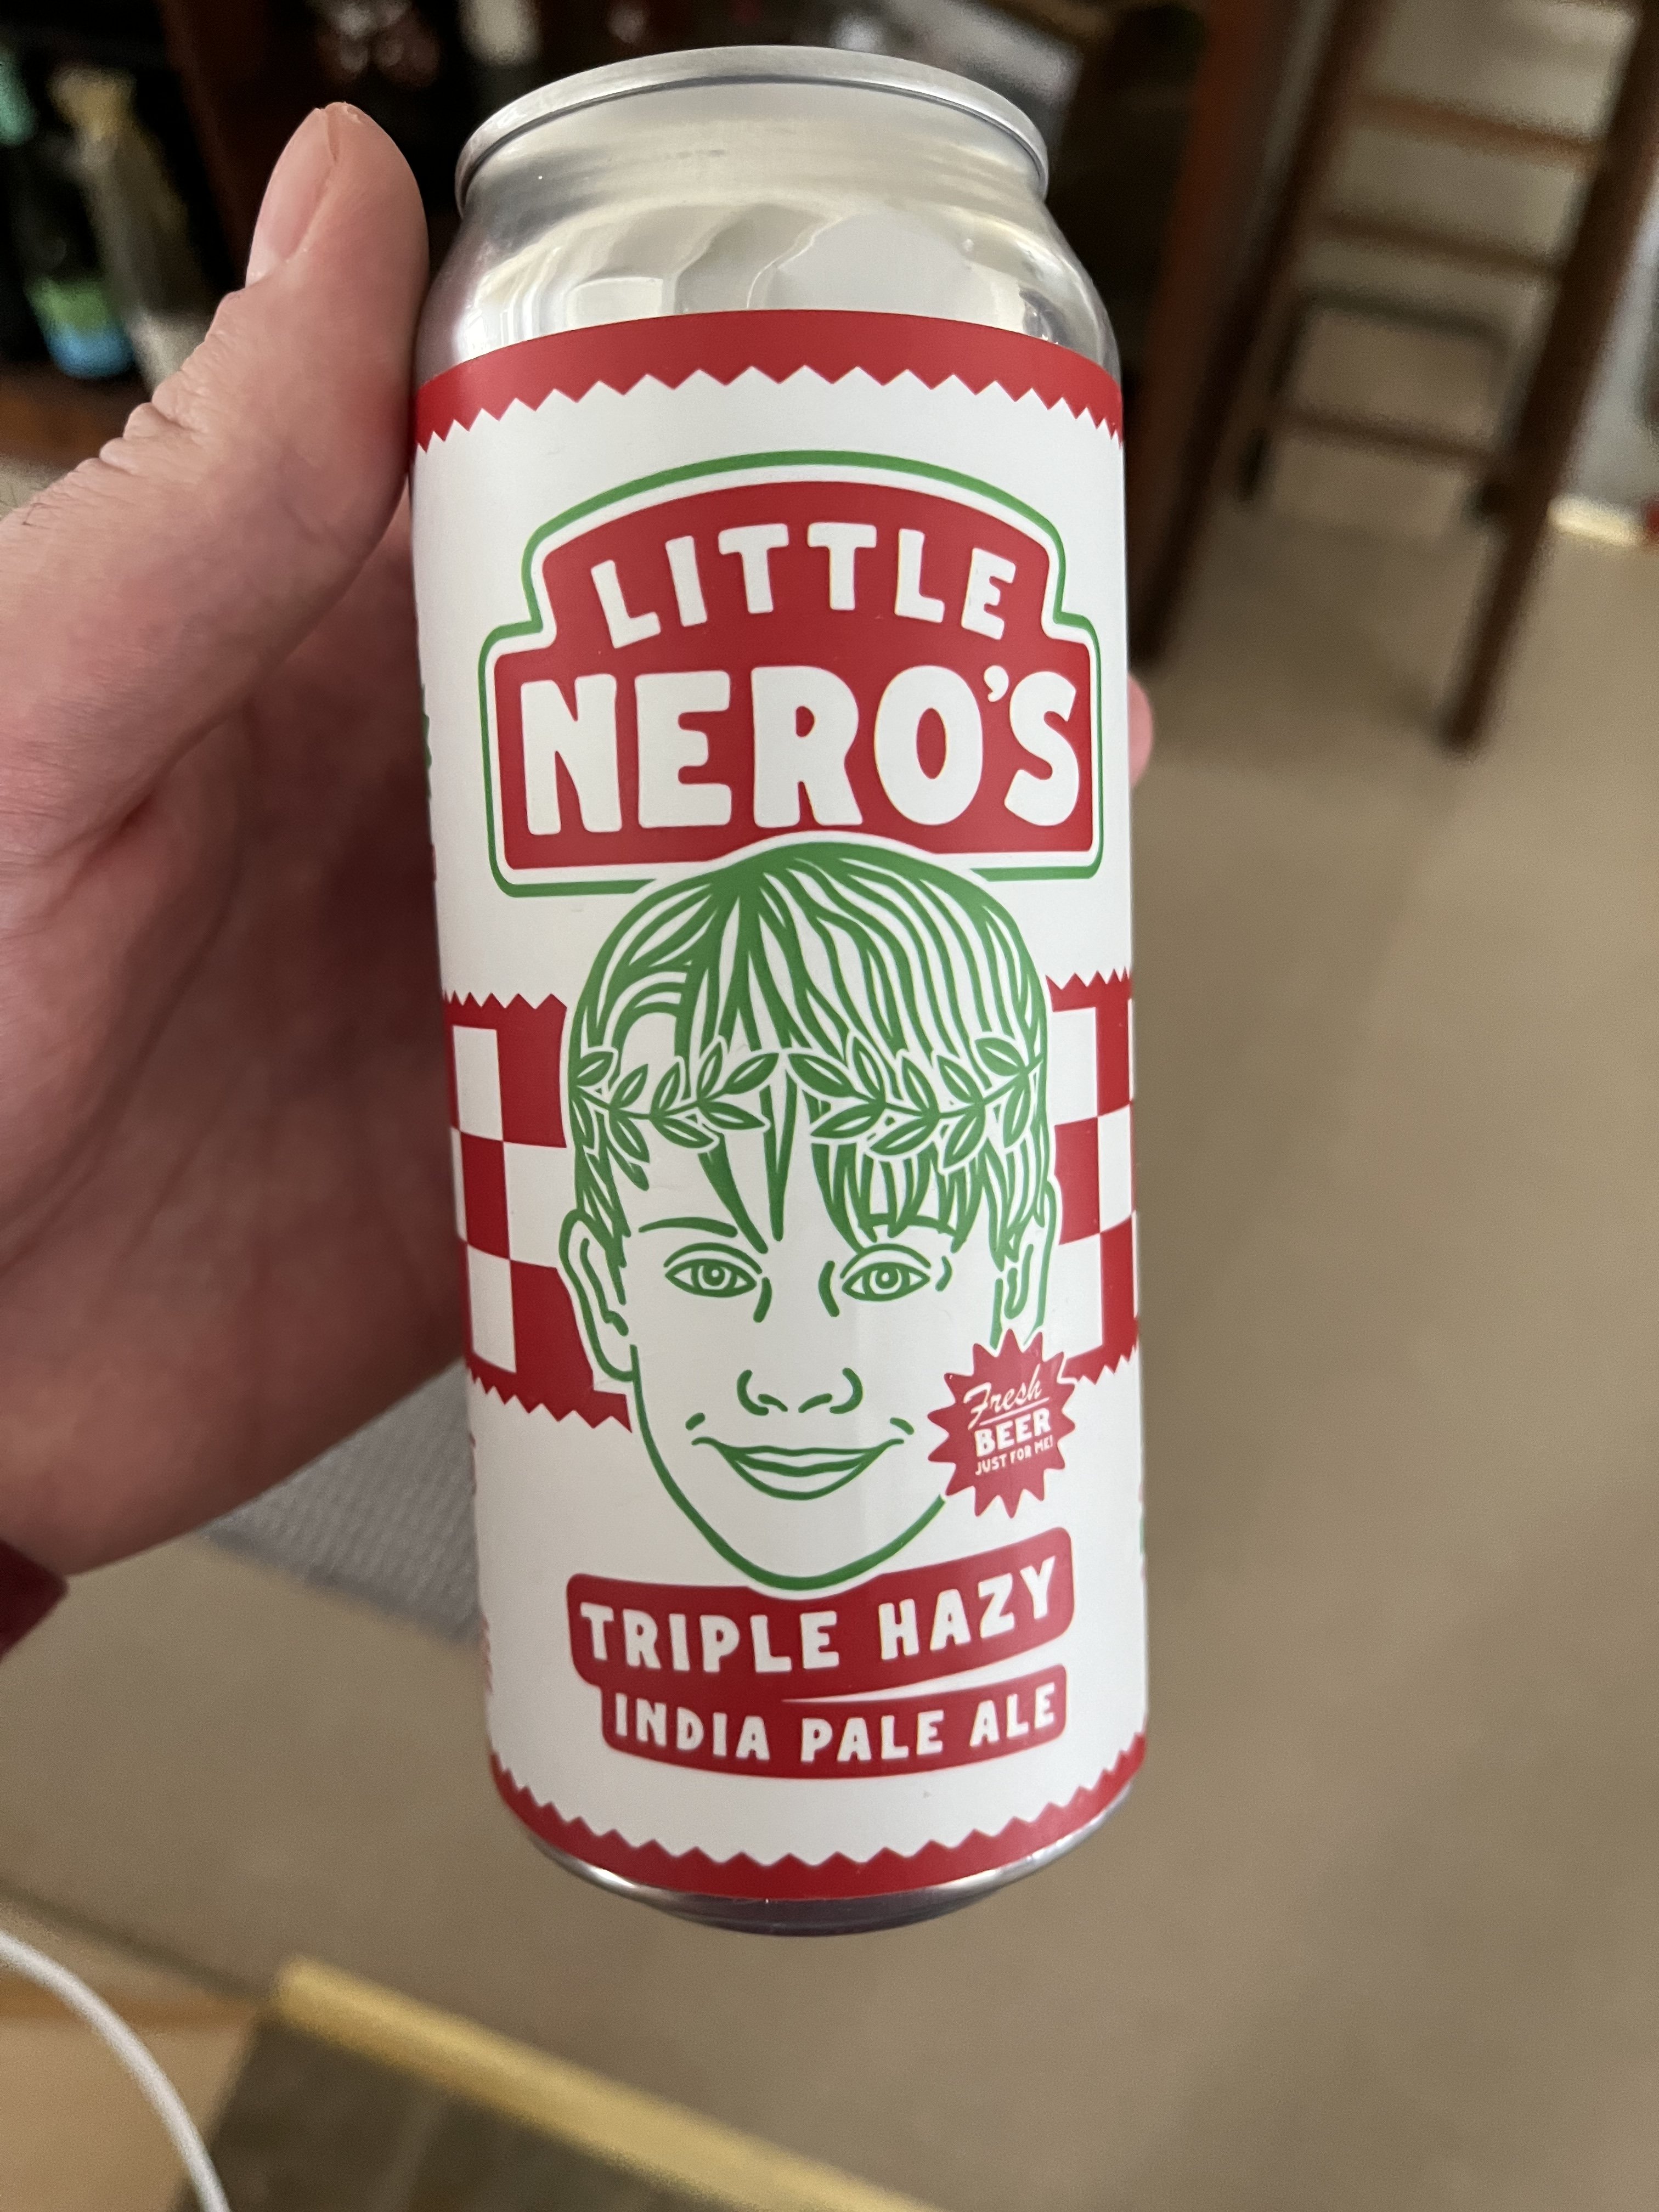 LITTLE
NERO'S
Fresh
BEER
JUST FOR ME!
TRIPLE HAZY
INDIA PALE ALE